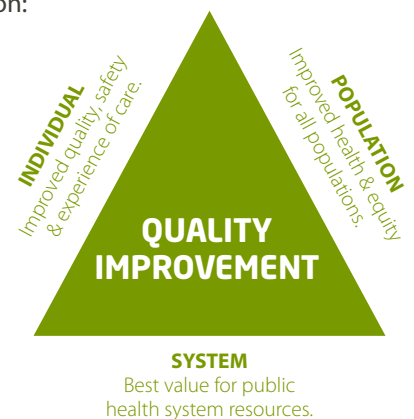 on:
INDIVIDUAL
Improved quality, safety
& experience of care.
POPULATION
Improved health & equity
for all populations.
QUALITY
IMPROVEMENT
SYSTEM
Best value for public
health system resources.